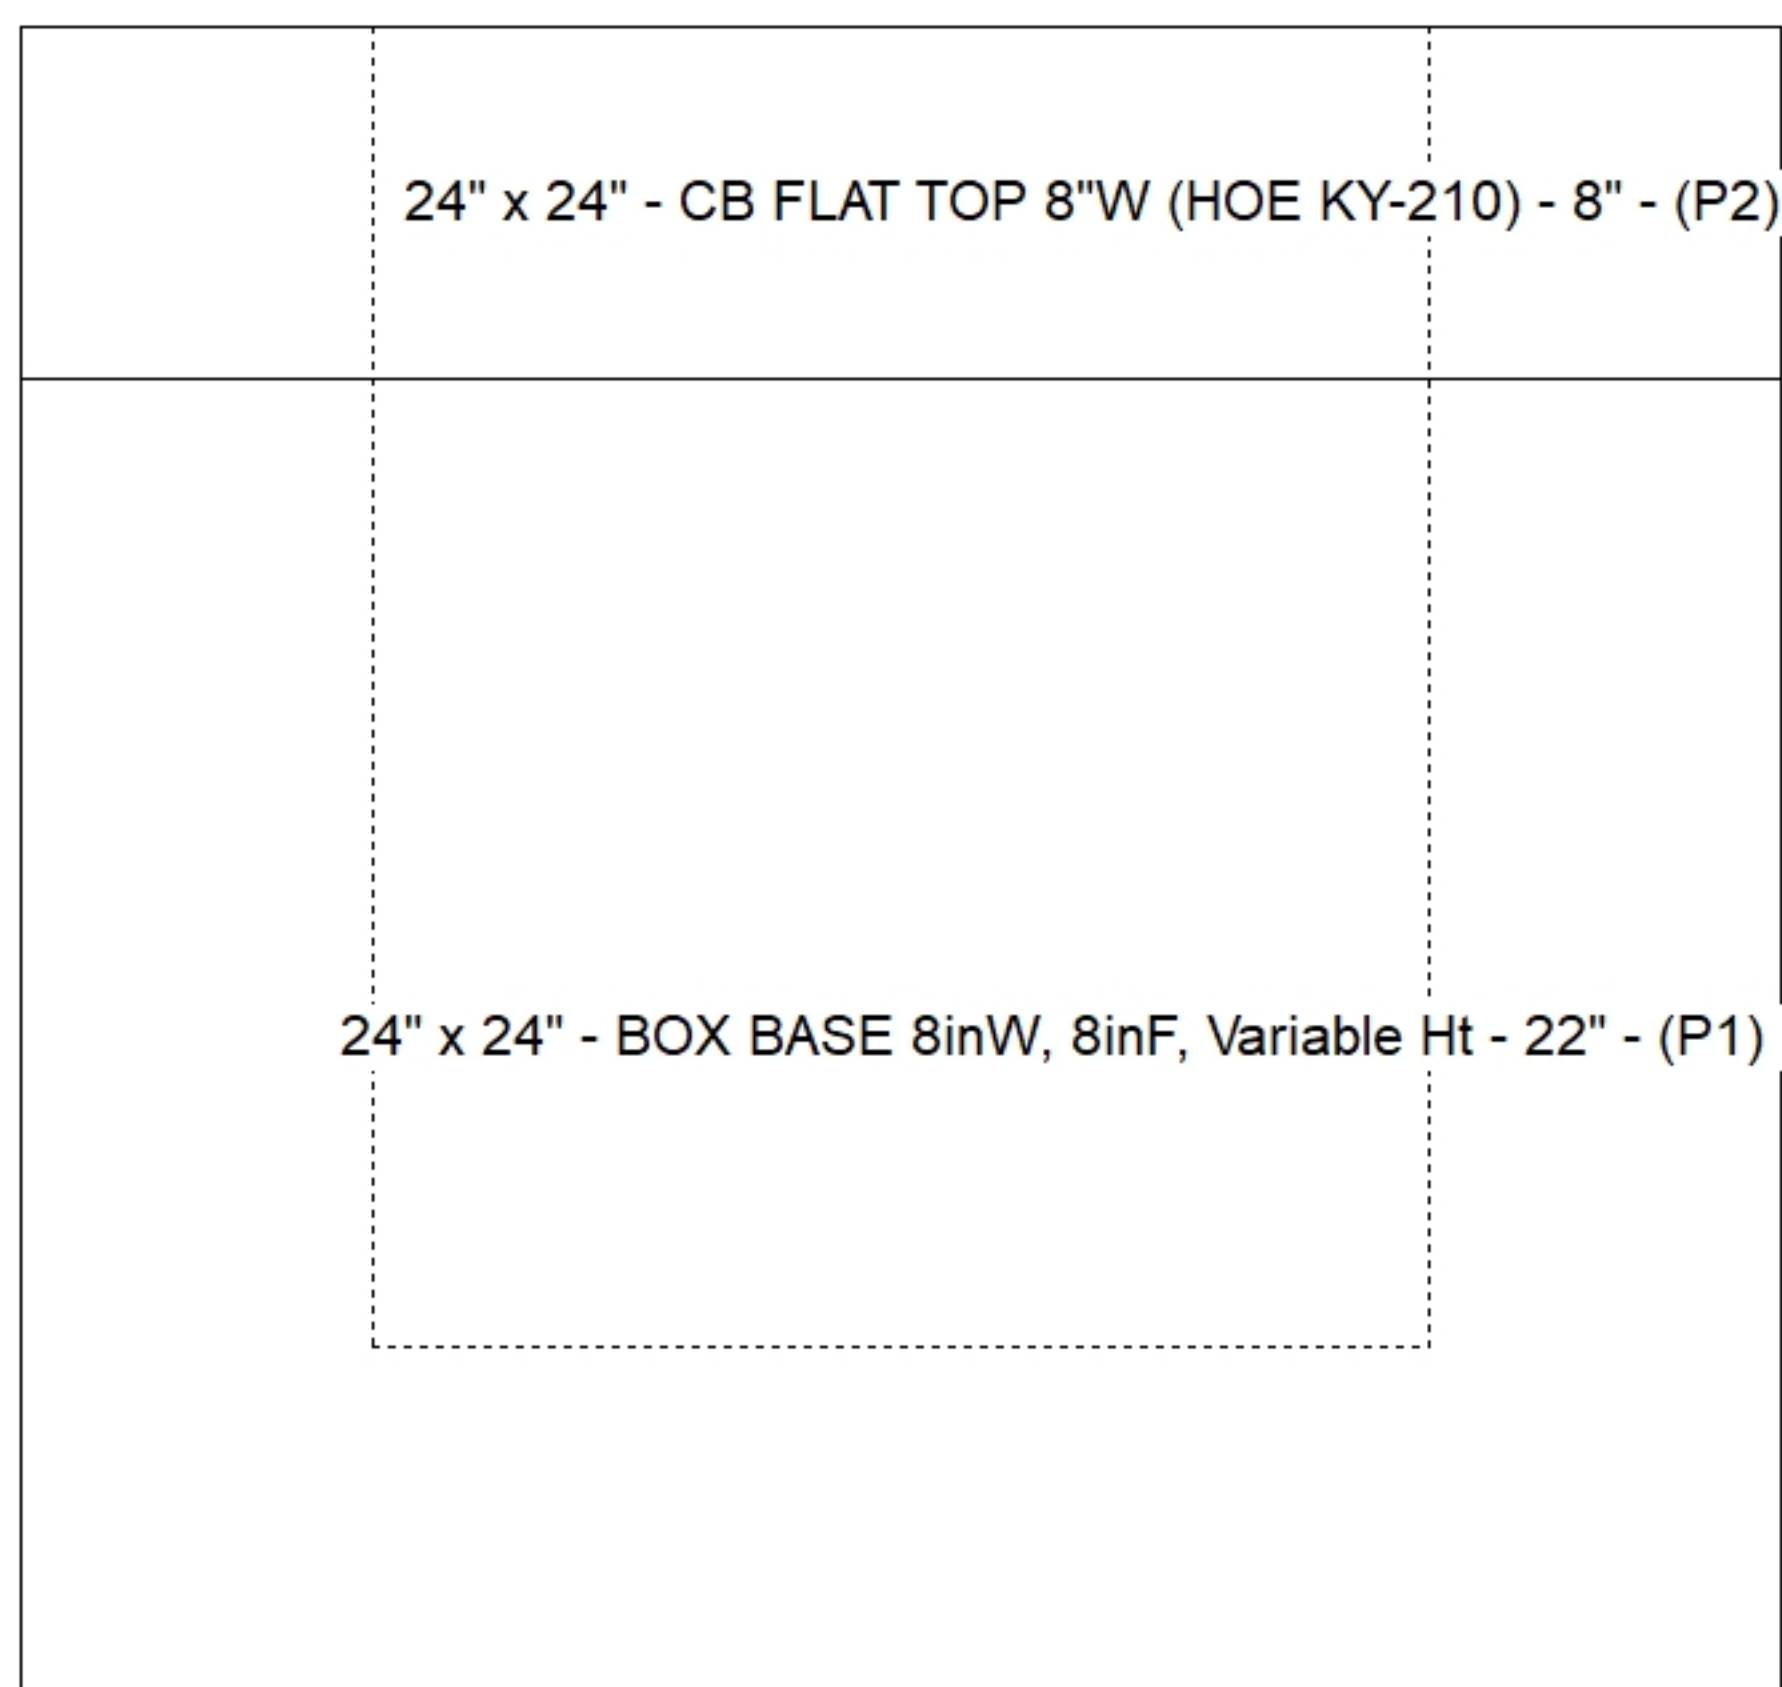 24" x 24" - CB FLAT TOP 8"W (HOE KY-210) - 8" - (P2)
24" x 24" - BOX BASE 8inW, 8inF, Variable Ht - 22" - (P1)